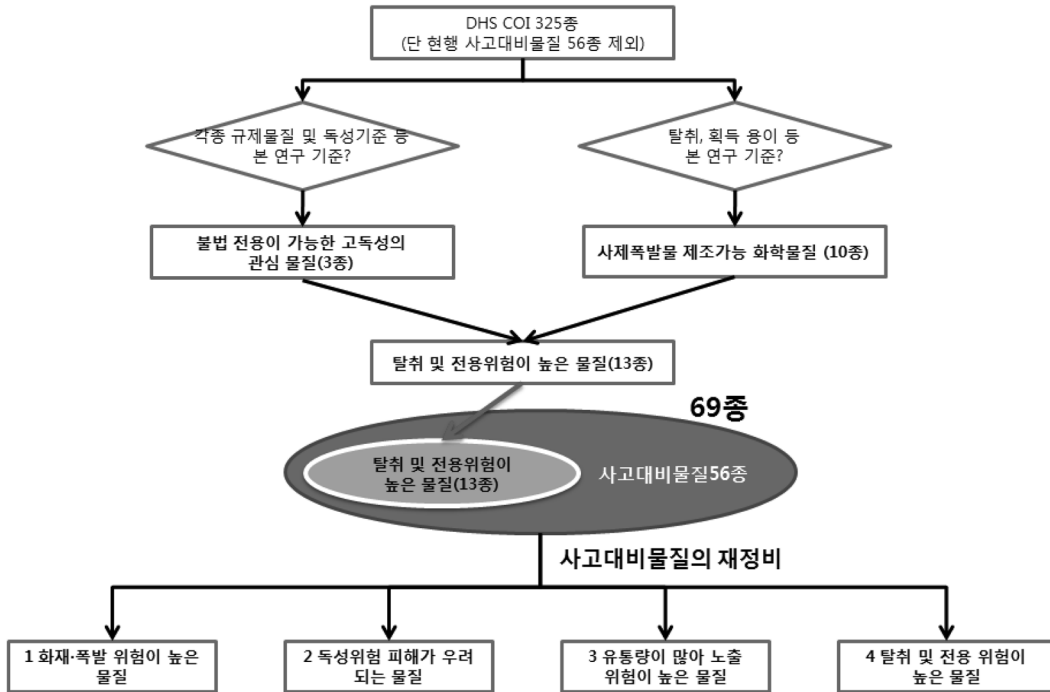 DHS COI 325종
(단 현행 사고대비물질 56종 제외)
각종 규제물질 및 독성기준 등
본 연구 기준?
탈취, 획득 용이 등
본 연구 기준?
불법 전용이 가능한 고독성의
관심 물질(3종)
사제폭발물 제조가능 화학물질 (10종)
탈취 및 전용위험이 높은 물질(13종)
69종
탈취 및 전용위험이
높은 물질(13종)
사고대비물질56종
사고대비물질의 재정비
1 화재·폭발 위험이 높은
물질
2 독성위험 피해가 우려
되는 물질
3 유통량이 많아 노출
위험이 높은 물질
4 탈취 및 전용 위험이
높은 물질